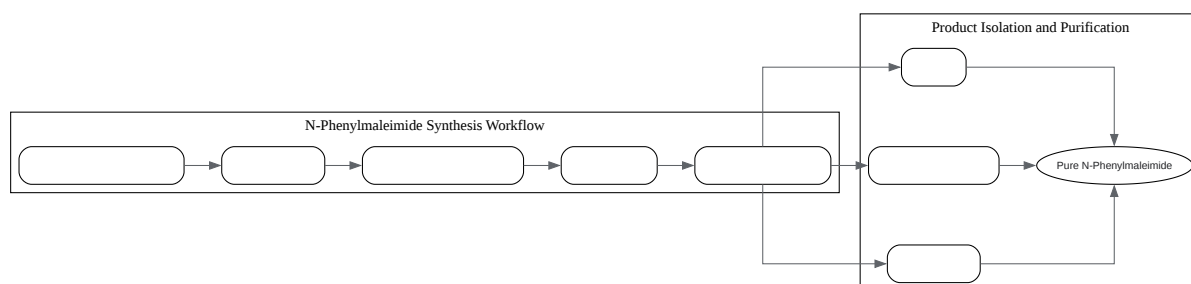 Product Isolation and Purification
N-Phenylmaleimide Synthesis Workflow
Pure N-Phenylmaleimide